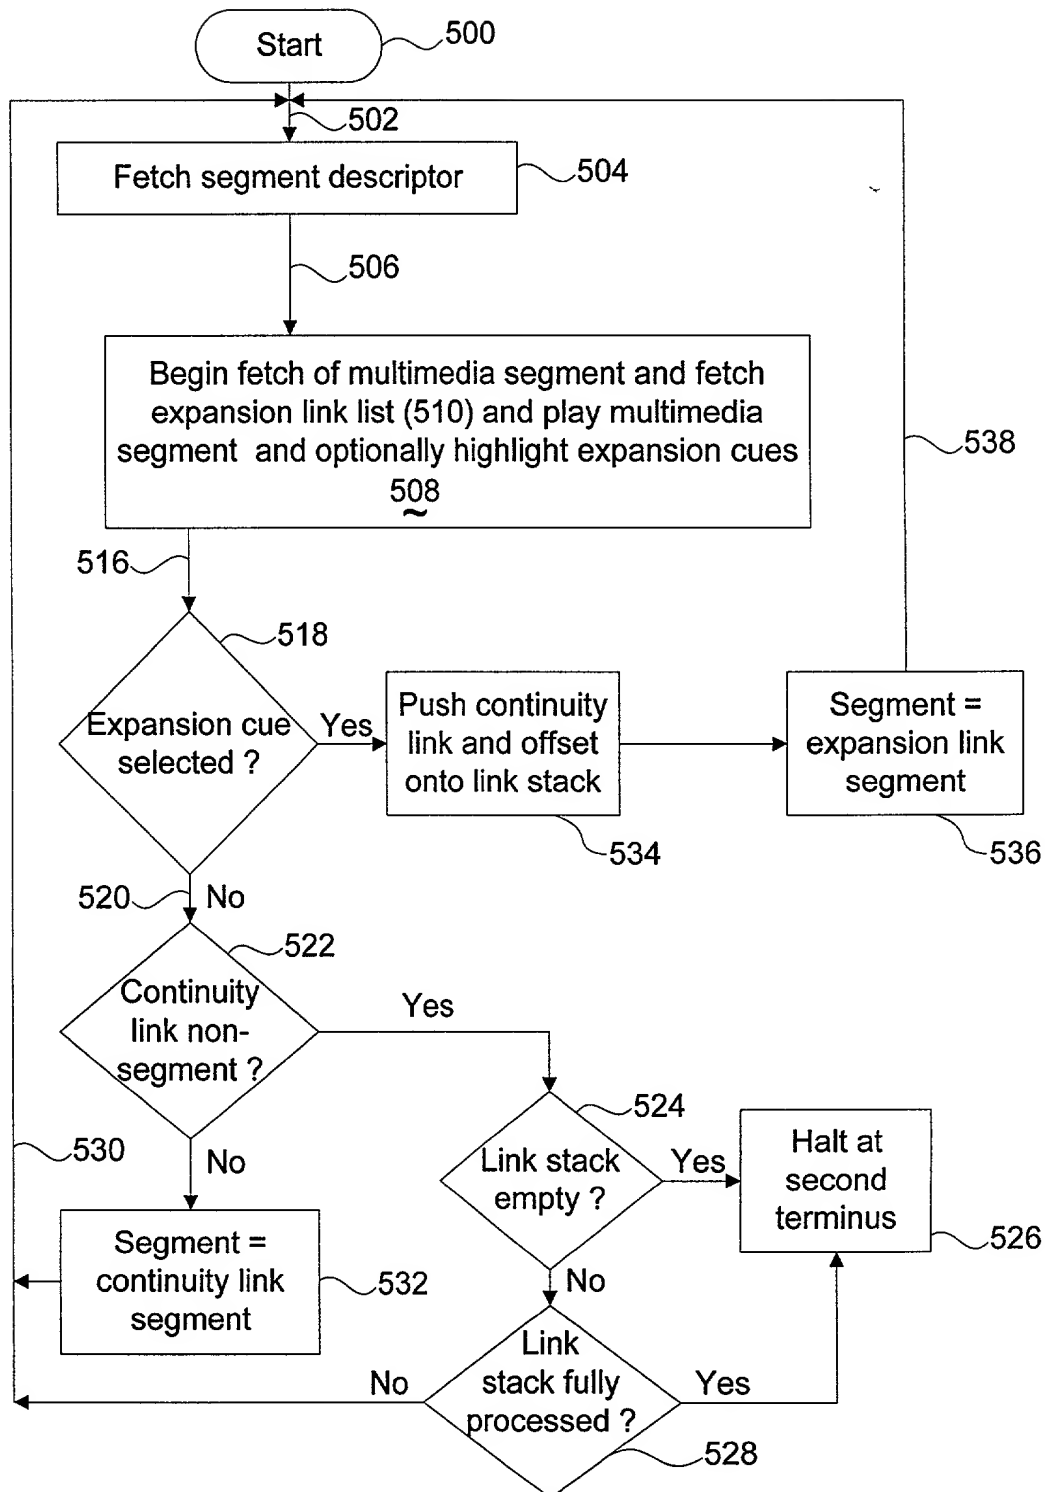 Start
500
502
Fetch segment descriptor
504
506
Begin fetch of multimedia segment and fetch
expansion link list (510) and play multimedia
segment and optionally highlight expansion cues
508
538
516
518
Expansion cue
selected ?
Yes
Push continuity
link and offset
onto link stack
534
Segment =
expansion link
segment
536
520
No
522
Continuity
link non-
segment ?
Yes
524
Link stack
empty ?
Yes
Halt at
second
terminus
526
530
No
Segment =
continuity link
segment
532
No
Link
stack fully
processed ?
No
Yes
528